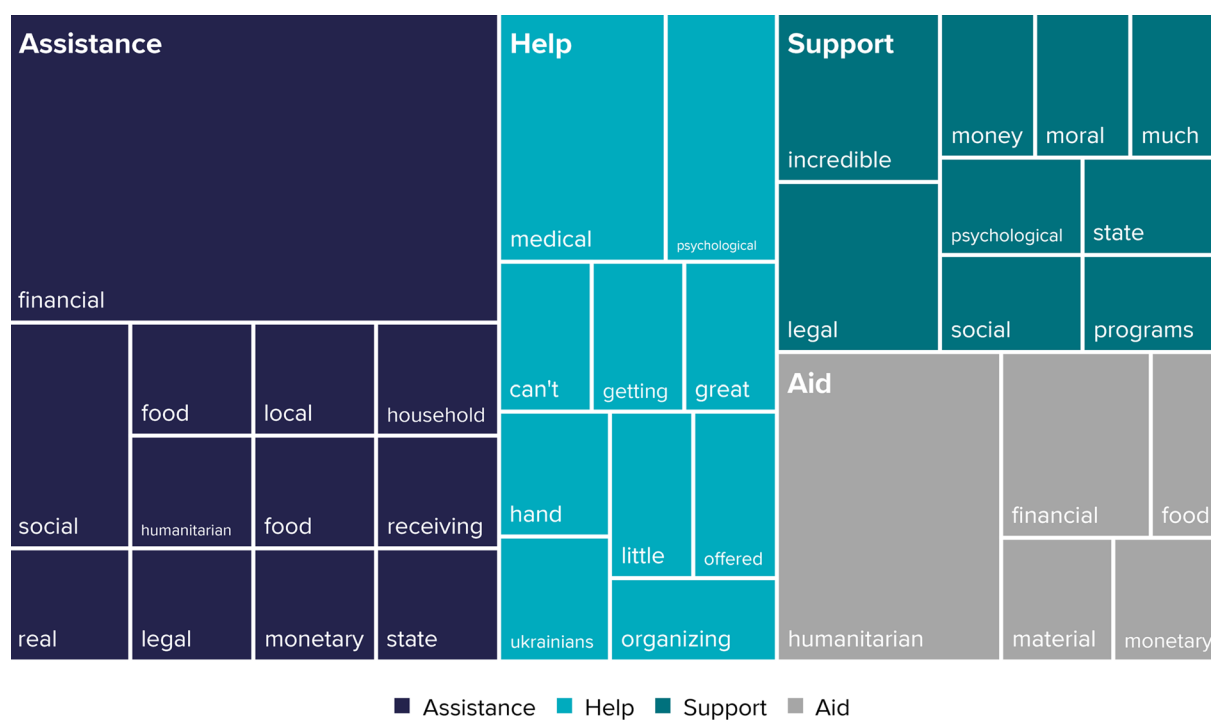 Assistance
financial
social
food
local
household
humanitarian
food
receiving
real
legal
monetary
state
Help
medical
psychological
can't
getting
great
hand
little
offered
ukrainians
organizing
Support
incredible
money
moral
much
legal
psychological
state
social
programs
Aid
humanitarian
financial
food
material
monetary
Assistance
Help
Support
Aid